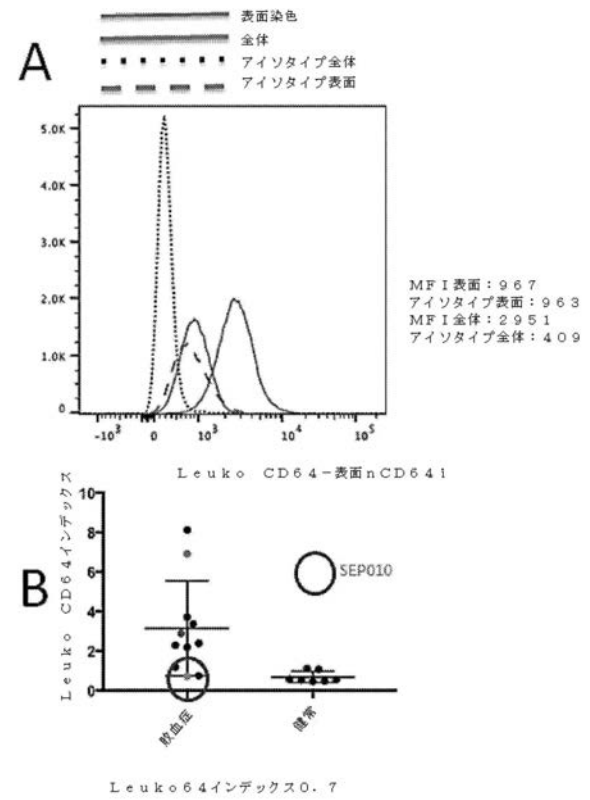 A
表面染色
全体
アイソタイプ全体
アイソタイプ表面
5.0K
4.0K
3.0K
2.0K
1.0K
0
-10³ 0 10³ 10⁴ 10⁵
MFI表面:967
アイソタイプ表面:963
MFI全体:2951
アイソタイプ全体:409
Leuko CD64-表面nCD641
B
Leuko CD64インデックス
10
8
6
4
2
0
SEP010
敗血症
健常
Leuko64インデックス0.7